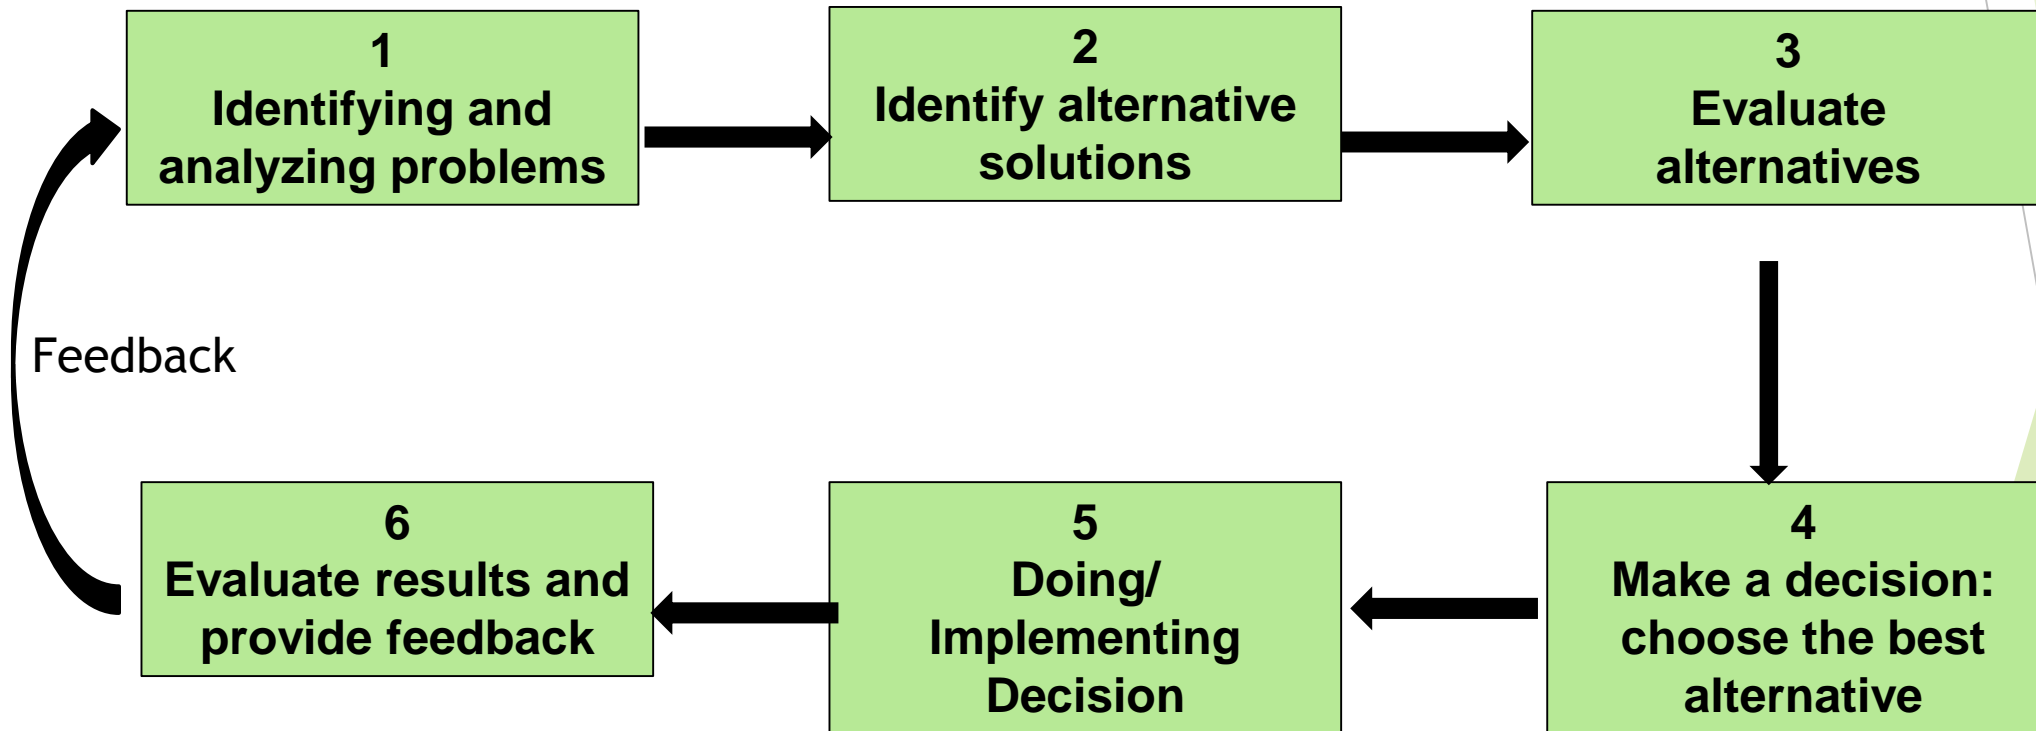 1
Identifying and
analyzing problems
2
Identify alternative
solutions
3
Evaluate
alternatives
Feedback
6
Evaluate results and
provide feedback
5
Doing/
Implementing
Decision
4
Make a decision:
choose the best
alternative